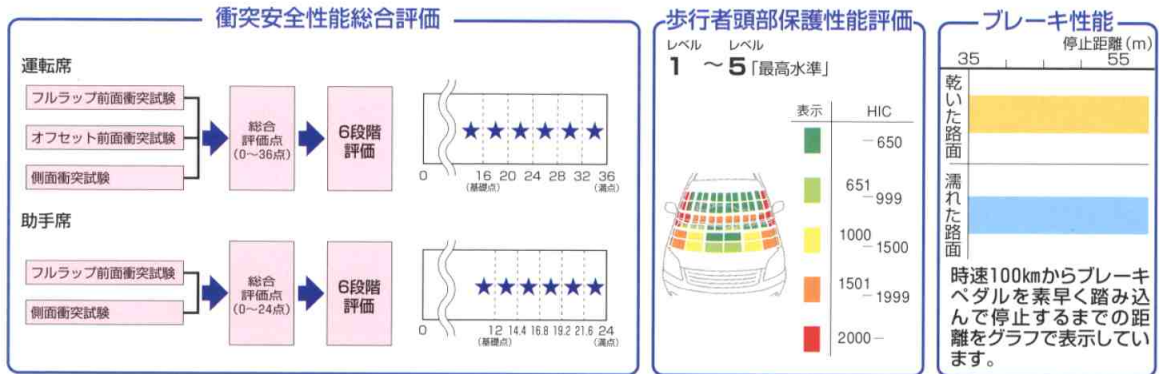 衝突安全性能総合評価
運転席
フルラップ前面衝突試験
オフセット前面衝突試験
側面衝突試験
総合
評価点
(0〜36点)
6段階
評価
0 16 20 24 28 32 36
(基礎点) (満点)
助手席
フルラップ前面衝突試験
側面衝突試験
総合
評価点
(0〜24点)
6段階
評価
0 12 14.4 16.8 19.2 21.6 24
(基礎点) (満点)
歩行者頭部保護性能評価
レベル レベル
1 〜 5「最高水準」
表示 HIC
−650
651
−999
1000
−1500
1501
−1999
2000−
ブレーキ性能
停止距離(m)
35 55
乾いた路面
濡れた路面
時速100kmからブレーキ
ペダルを素早く踏み込
んで停止するまでの距
離をグラフで表示してい
ます。